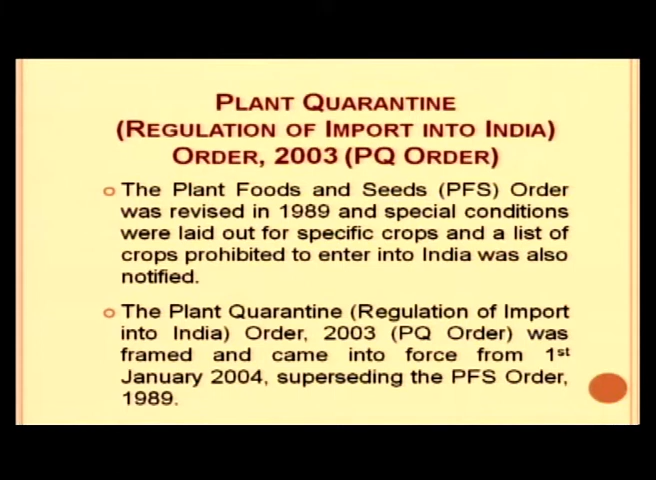 PLANT QUARANTINE
(REGULATION OF IMPORT INTO INDIA)
ORDER, 2003 (PQ ORDER)
The Plant Foods and Seeds (PFS) Order
was revised in 1989 and special conditions
were laid out for specific crops and a list of
crops prohibited to enter into India was also
notified.
The Plant Quarantine (Regulation of Import
into India) Order, 2003 (PQ Order) was
framed and came into force from 1st
January 2004, superseding the PFS Order,
1989.